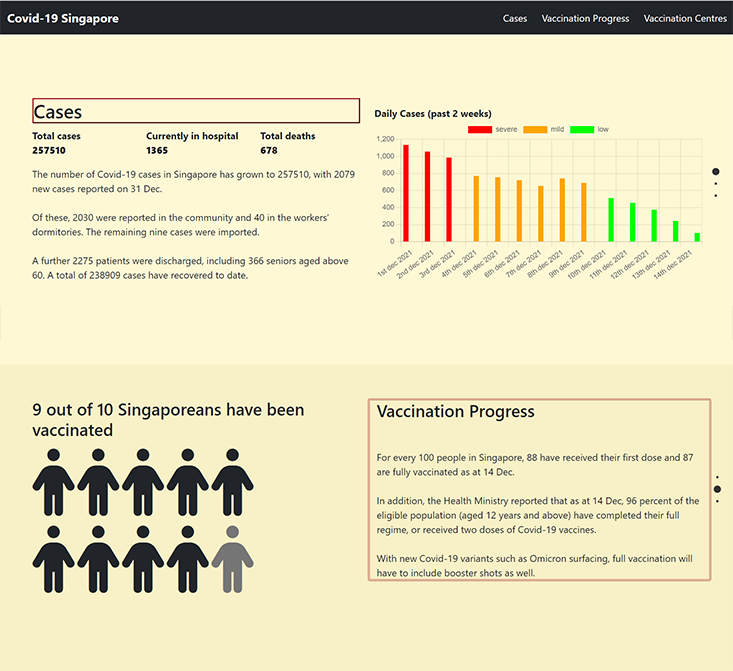 Covid-19 Singapore
Cases Vaccination Progress Vaccination Centres
Cases
Total cases Currently in hospital Total deaths
257510 1365 678
The number of Covid-19 cases in Singapore has grown to 257510, with 2079
new cases reported on 31 Dec.
Of these, 2030 were reported in the community and 40 in the workers'
dormitories. The remaining nine cases were imported.
A further 2275 patients were discharged, including 366 seniors aged above
60. A total of 238909 cases have recovered to date.
Daily Cases (past 2 weeks)
severe mild low
1,200
1,000
800
600
400
200
0
1st dec 2021
2nd dec 2021
3rd dec 2021
4th dec 2021
5th dec 2021
6th dec 2021
7th dec 2021
8th dec 2021
9th dec 2021
10th dec 2021
11th dec 2021
12th dec 2021
13th dec 2021
14th dec 2021
9 out of 10 Singaporeans have been
vaccinated
Vaccination Progress
For every 100 people in Singapore, 88 have received their first dose and 87
are fully vaccinated as at 14 Dec.
In addition, the Health Ministry reported that as at 14 Dec, 96 percent of the
eligible population (aged 12 years and above) have completed their full
regime, or received two doses of Covid-19 vaccines.
With new Covid-19 variants such as Omicron surfacing, full vaccination will
have to include booster shots as well.